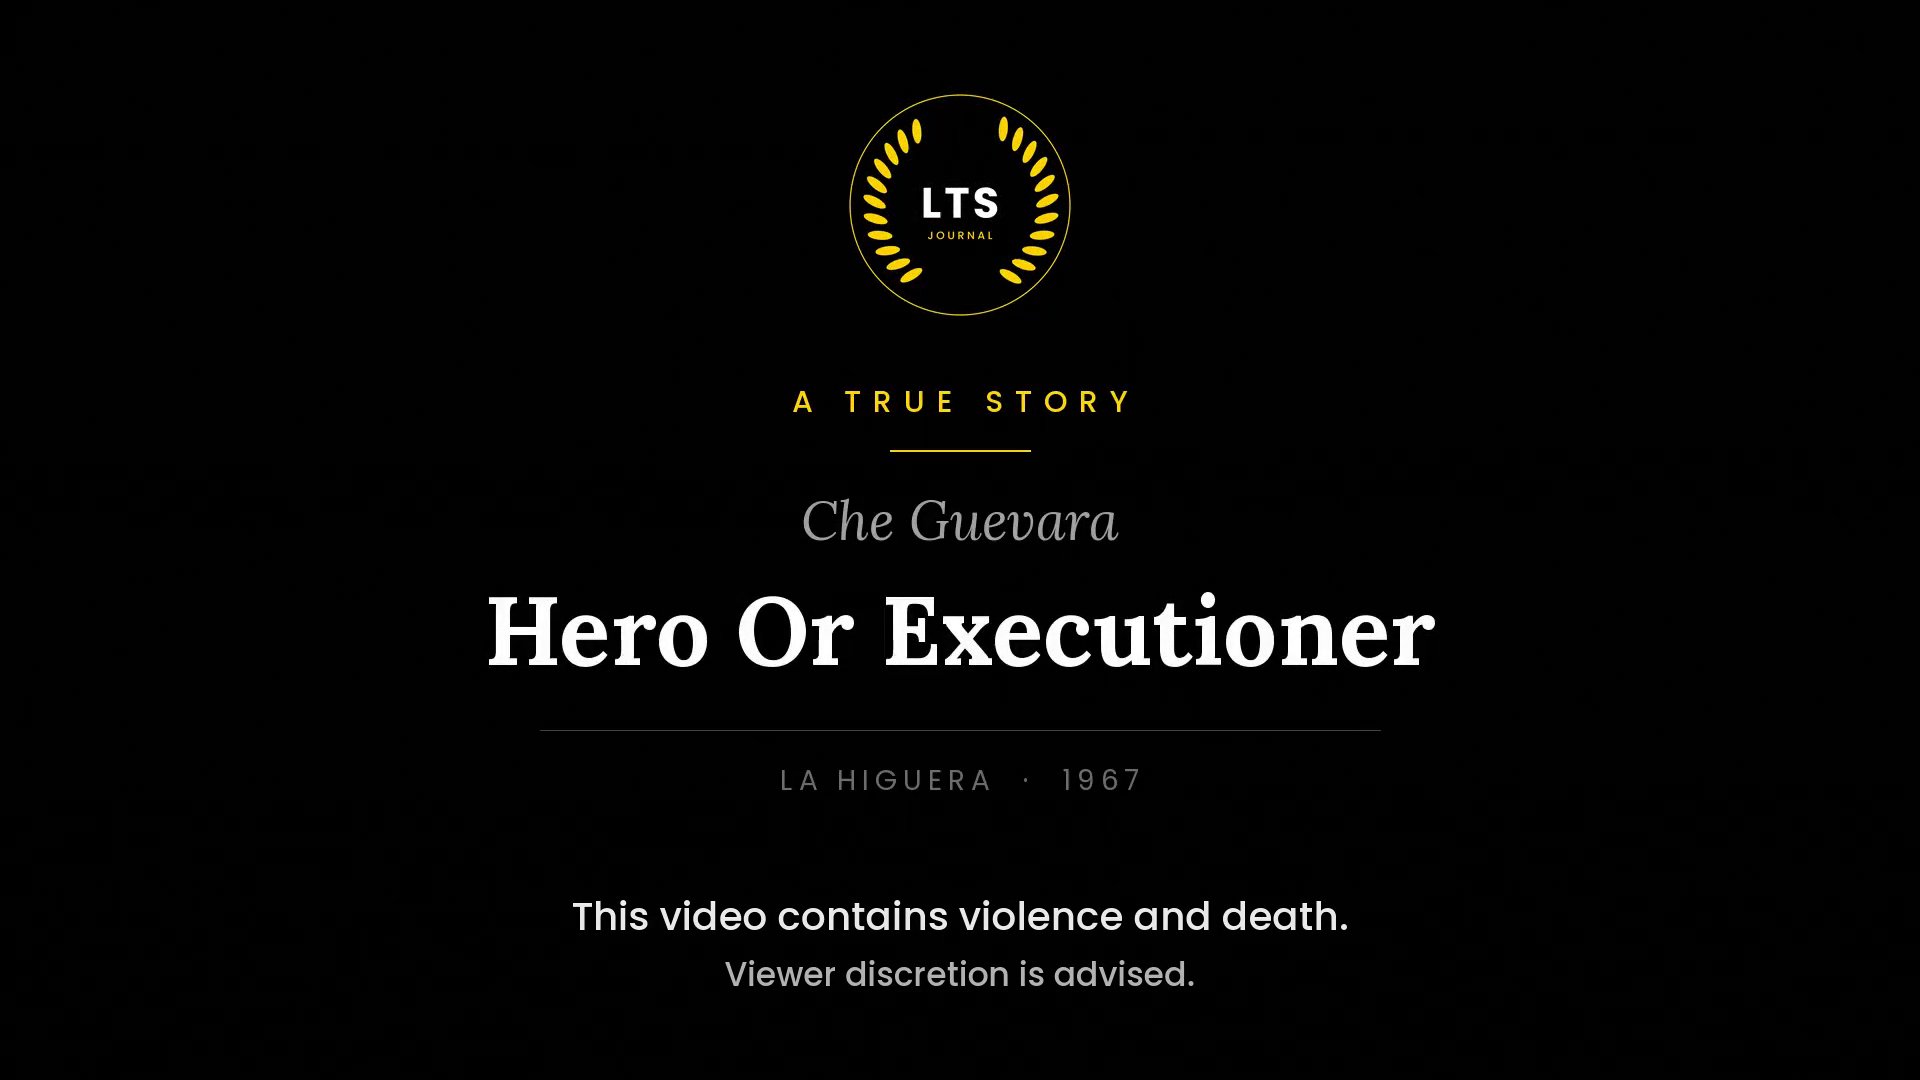 LTS
JOURNAL
A TRUE STORY
Che Guevara
Hero Or Executioner
LA HIGUERA · 1967
This video contains violence and death.
Viewer discretion is advised.